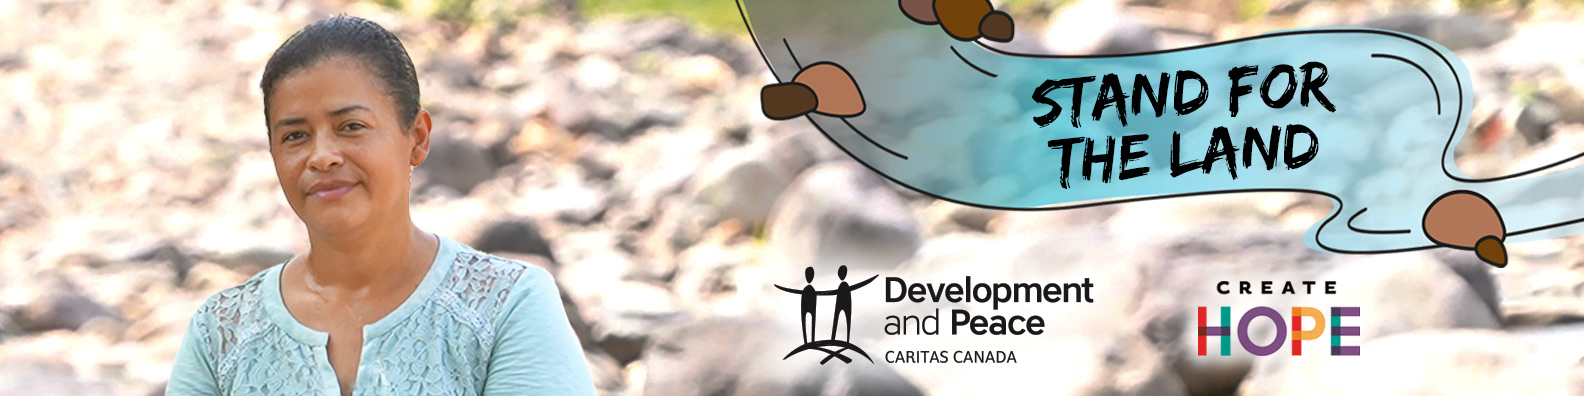 STAND FOR
THE LAND
Development
and Peace
CARITAS CANADA
CREATE
HOPE